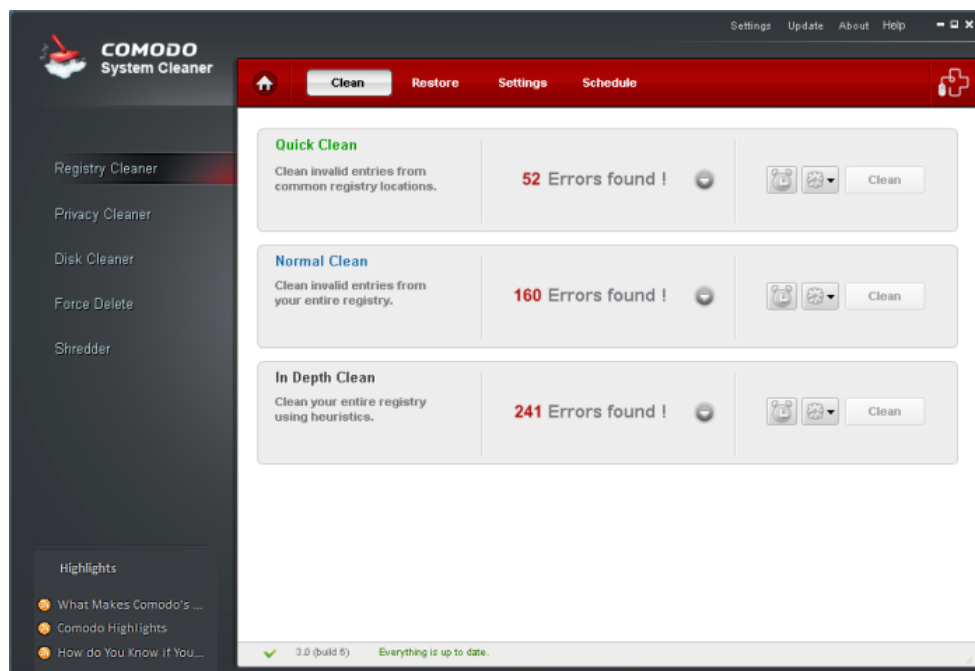 Settings Update About Help
COMODO
System Cleaner
Clean Restore Settings Schedule
Registry Cleaner
Privacy Cleaner
Disk Cleaner
Force Delete
Shredder
Quick Clean
Clean invalid entries from
common registry locations.
52 Errors found !
Clean
Normal Clean
Clean invalid entries from
your entire registry.
160 Errors found !
Clean
In Depth Clean
Clean your entire registry
using heuristics.
241 Errors found !
Clean
Highlights
What Makes Comodo's ...
Comodo Highlights
How do You Know if You...
3.0 (build 6) Everything is up to date.